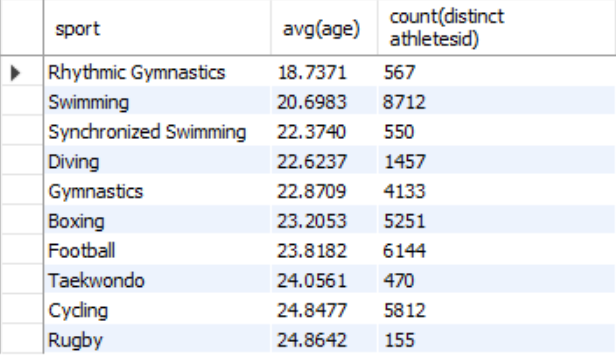 sport avg(age) count(distinct
athletesid)
Rhythmic Gymnastics 18.7371 567
Swimming 20.6983 8712
Synchronized Swimming 22.3740 550
Diving 22.6237 1457
Gymnastics 22.8709 4133
Boxing 23.2053 5251
Football 23.8182 6144
Taekwondo 24.0561 470
Cycling 24.8477 5812
Rugby 24.8642 155